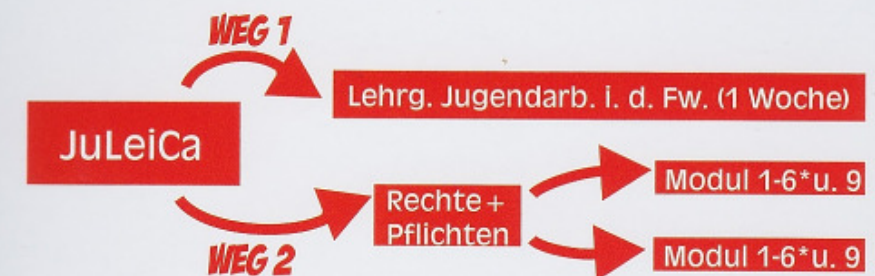 WEG 1
Lehrg. Jugendarb. i. d. Fw. (1 Woche)
JuLeiCa
Rechte +
Pflichten
Modul 1-6* u. 9
Modul 1-6* u. 9
WEG 2